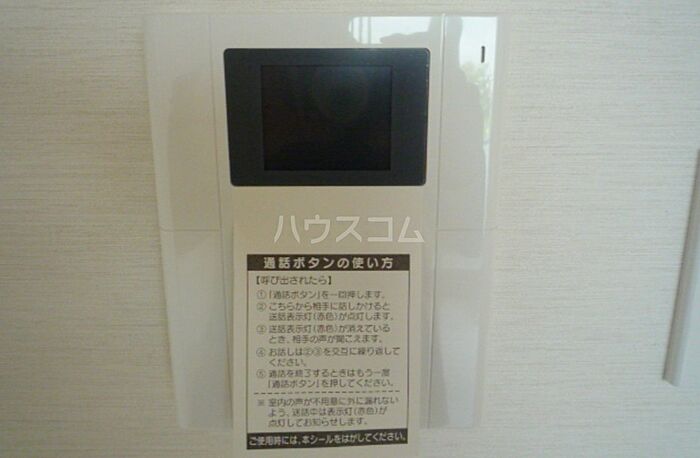 ハウスコム
通話ボタンの使い方
【呼び出されたら】
①「通話ボタン」を一回押します。
② こちらから相手に話しかけると
送話表示灯(赤色)が点灯します。
③ 送話表示灯(赤色)が消えている
とき、相手の声が聞こえます。
④ お話しは②③を交互に繰り返して
ください。
⑤ 通話を終了するときはもう一度
「通話ボタン」を押してください。
※ 室内の声が不用意に外に漏れない
よう、送話中は表示灯(赤色)が
点灯してお知らせします。
ご使用時には、本シールをはがしてください。